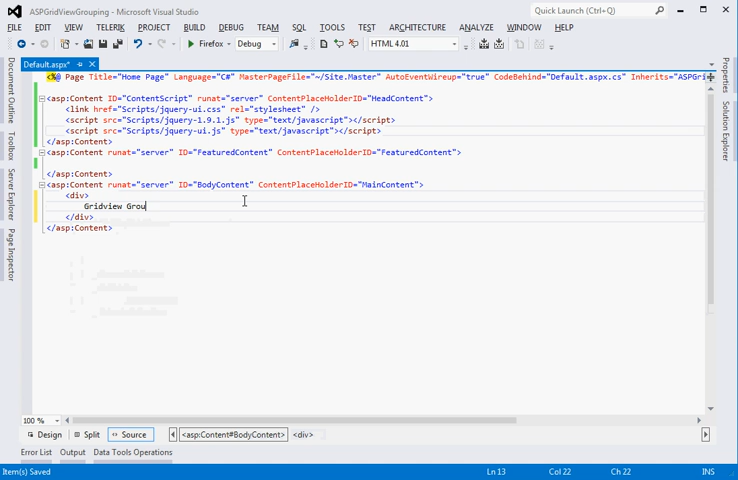 ASPGridViewGrouping - Microsoft Visual Studio
Quick Launch (Ctrl+Q)
FILE EDIT VIEW TELERIK PROJECT BUILD DEBUG TEAM SQL TOOLS TEST ARCHITECTURE ANALYZE WINDOW HELP
Firefox Debug HTML 4.01
Default.aspx*
Document Outline
Toolbox
Server Explorer
Page Inspector
Properties
Solution Explorer
<%@ Page Title="Home Page" Language="C#" MasterPageFile="~/Site.Master" AutoEventWireup="true" CodeBehind="Default.aspx.cs" Inherits="ASPGri
<asp:Content ID="ContentScript" runat="server" ContentPlaceHolderID="HeadContent">
<link href="Scripts/jquery-ui.css" rel="stylesheet" />
<script src="Scripts/jquery-1.9.1.js" type="text/javascript"></script>
<script src="Scripts/jquery-ui.js" type="text/javascript"></script>
</asp:Content>
<asp:Content runat="server" ID="FeaturedContent" ContentPlaceHolderID="FeaturedContent">
</asp:Content>
<asp:Content runat="server" ID="BodyContent" ContentPlaceHolderID="MainContent">
<div>
Gridview Grou
</div>
</asp:Content>
100 %
Design Split Source <asp:Content#BodyContent> <div>
Error List Output Data Tools Operations
Item(s) Saved Ln 13 Col 22 Ch 22 INS